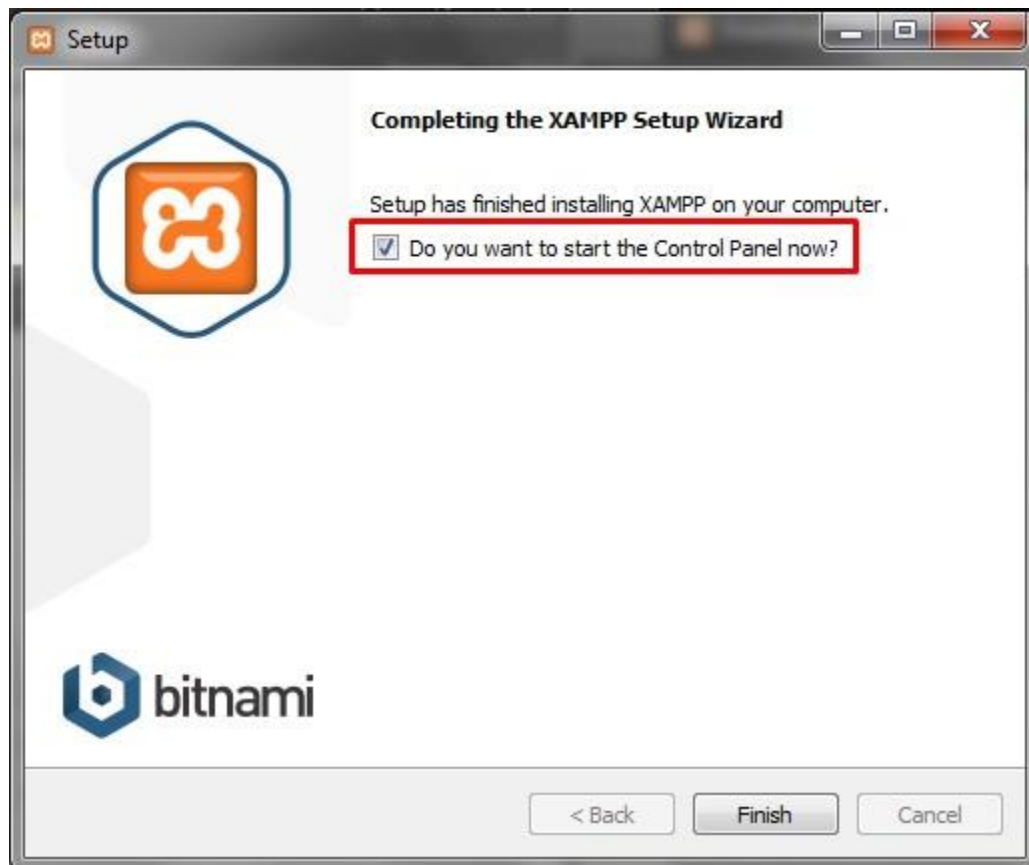 Setup
Completing the XAMPP Setup Wizard
Setup has finished installing XAMPP on your computer.
Do you want to start the Control Panel now?
bitnami
< Back Finish Cancel